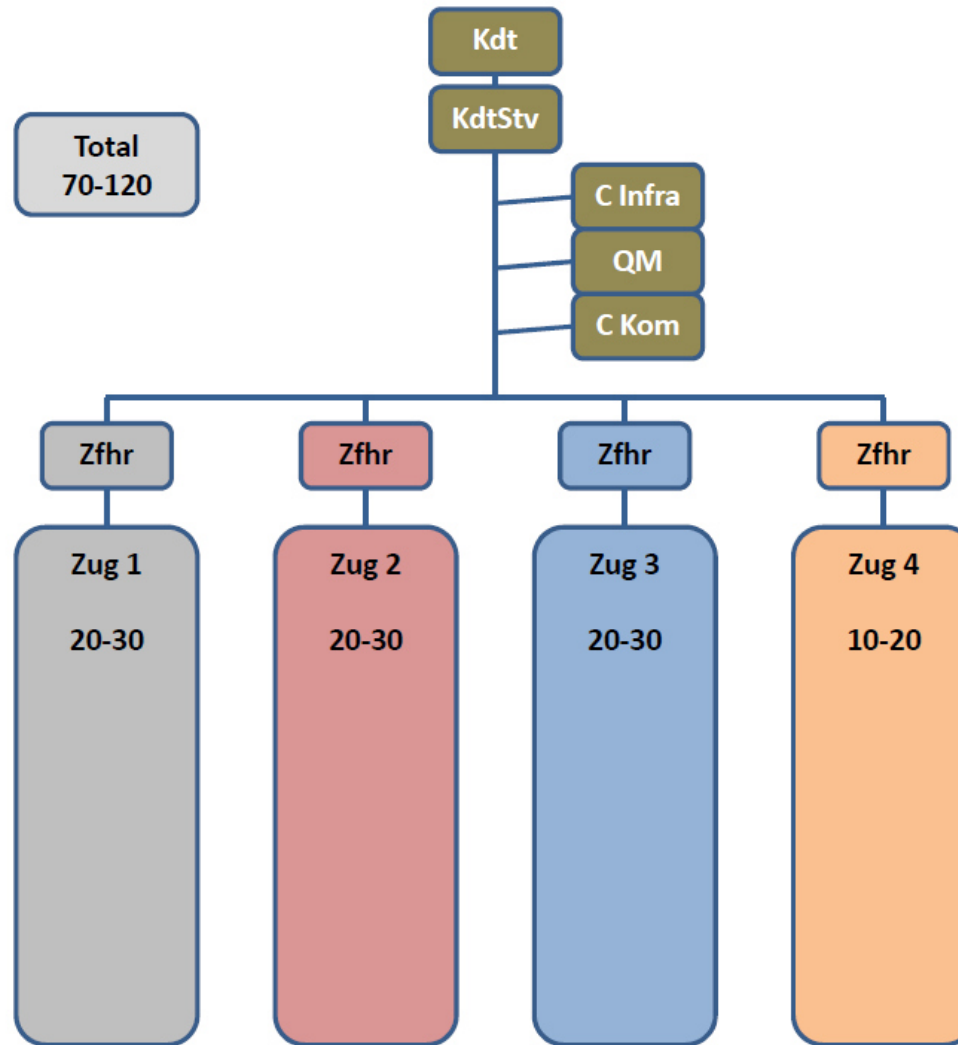 Kdt
KdtStv
Total
70-120
C Infra
QM
C Kom
Zfhr
Zfhr
Zfhr
Zfhr
Zug 1
20-30
Zug 2
20-30
Zug 3
20-30
Zug 4
10-20